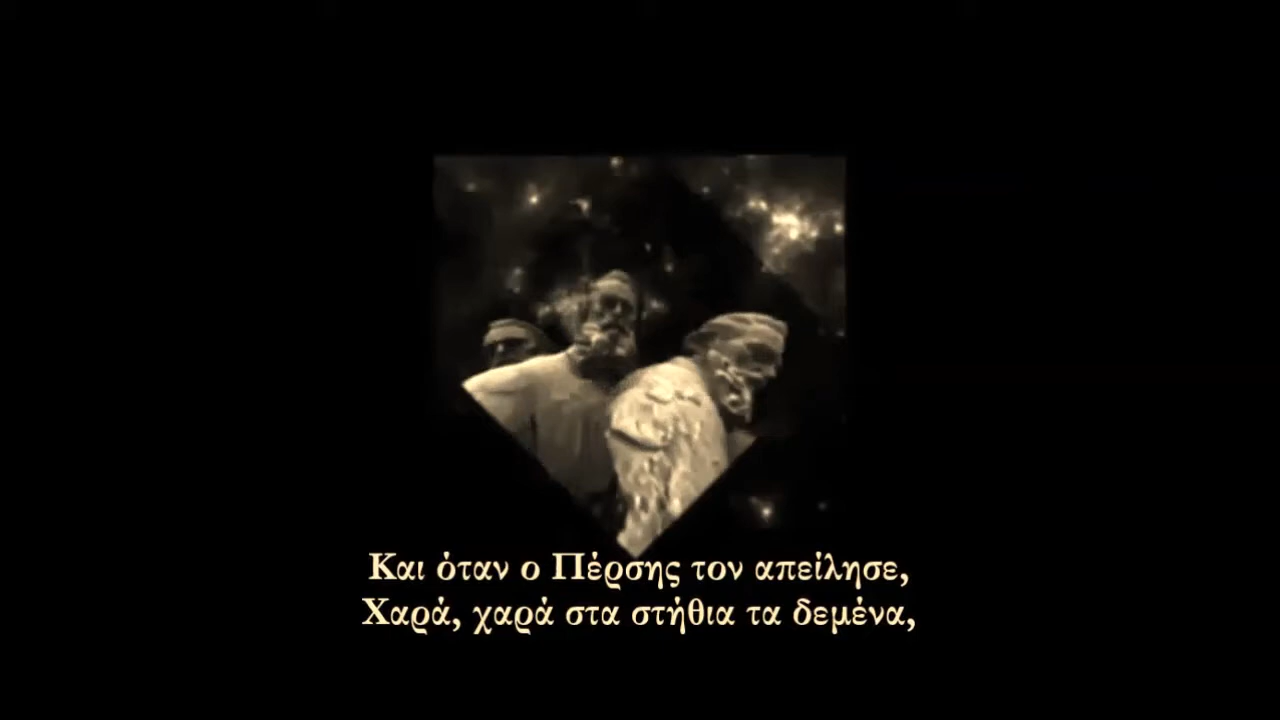 Και όταν ο Πέρσης τον απείλησε,
Χαρά, χαρά στα στήθια τα δεμένα,